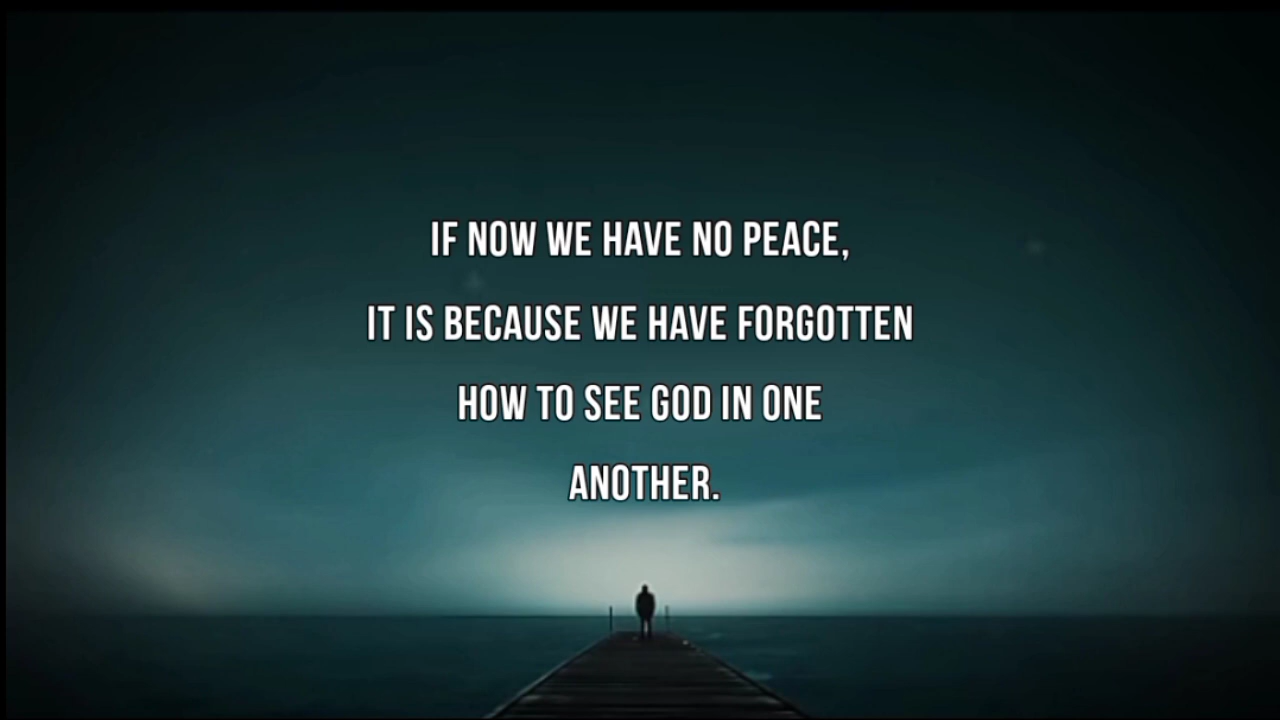 IF NOW WE HAVE NO PEACE,
IT IS BECAUSE WE HAVE FORGOTTEN
HOW TO SEE GOD IN ONE
ANOTHER.